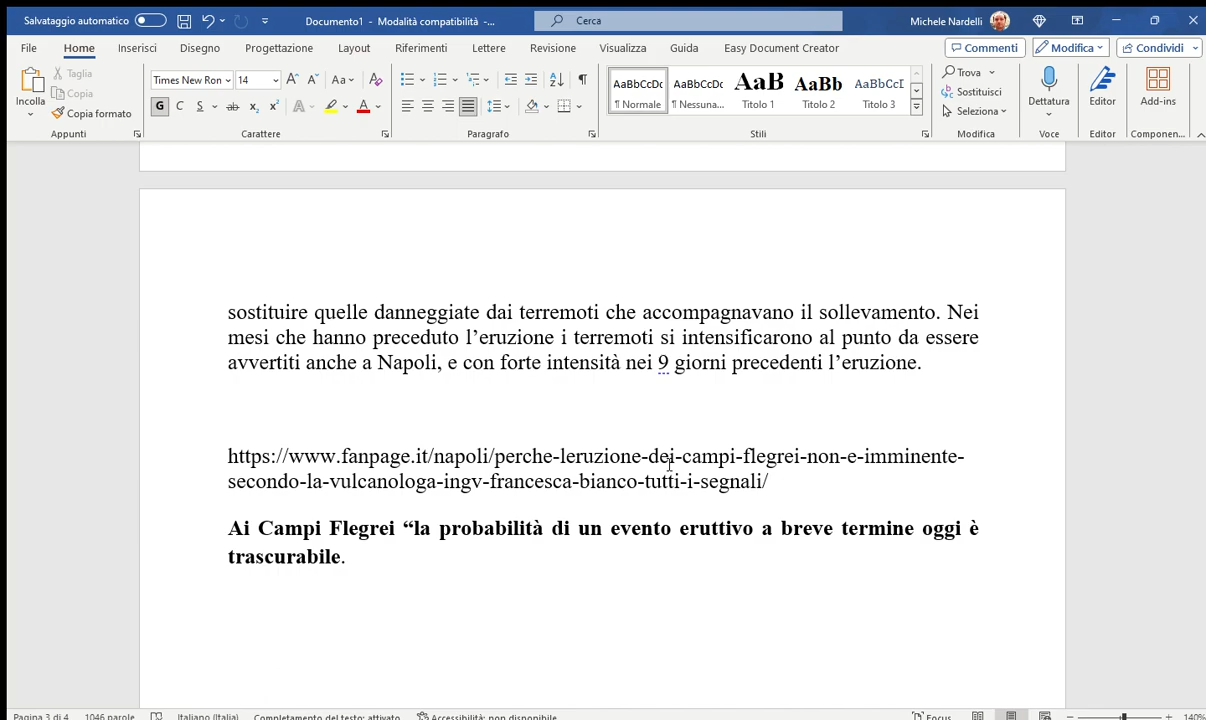 Salvataggio automatico Documento1 - Modalità compatibilità -... Cerca Michele Nardelli
File Home Inserisci Disegno Progettazione Layout Riferimenti Lettere Revisione Visualizza Guida Easy Document Creator Commenti Modifica Condividi
Incolla Taglia Copia Copia formato
Times New Ron 14 A A Aa
G C S ab x₂ x² A A
AaBbCcDc AaBbCcDc AaB AaBb AaBbCcI
¶ Normale ¶ Nessuna... Titolo 1 Titolo 2 Titolo 3
Trova Sostituisci Seleziona
Dettatura Editor Add-ins
Appunti Carattere Paragrafo Stili Modifica Voce Editor Componen...
sostituire quelle danneggiate dai terremoti che accompagnavano il sollevamento. Nei
mesi che hanno preceduto l’eruzione i terremoti si intensificarono al punto da essere
avvertiti anche a Napoli, e con forte intensità nei 9 giorni precedenti l’eruzione.
https://www.fanpage.it/napoli/perche-leruzione-dei-campi-flegrei-non-e-imminente-
secondo-la-vulcanologa-ingv-francesca-bianco-tutti-i-segnali/
Ai Campi Flegrei “la probabilità di un evento eruttivo a breve termine oggi è
trascurabile.
Pagina 3 di 4 1046 parole Italiano (Italia) Completamento del testo: attivato Accessibilità: non disponibile Focus 140%